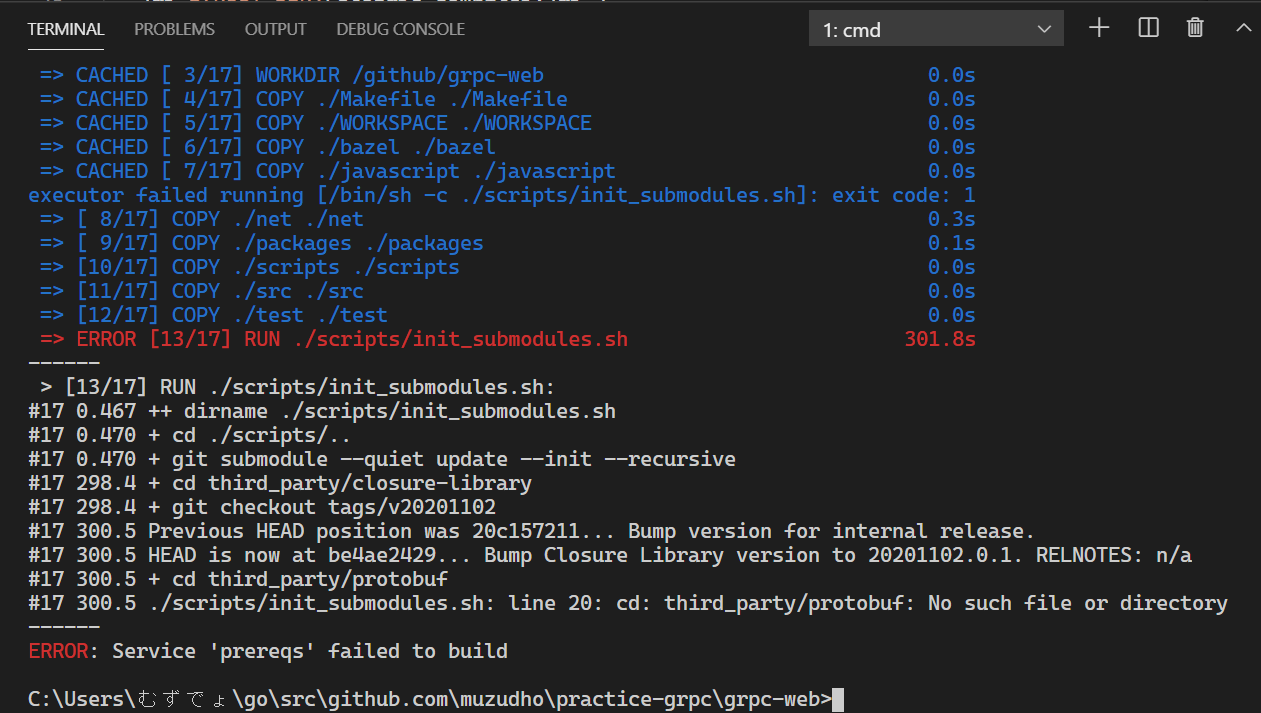 TERMINAL PROBLEMS OUTPUT DEBUG CONSOLE 1: cmd
=> CACHED [ 3/17] WORKDIR /github/grpc-web 0.0s
=> CACHED [ 4/17] COPY ./Makefile ./Makefile 0.0s
=> CACHED [ 5/17] COPY ./WORKSPACE ./WORKSPACE 0.0s
=> CACHED [ 6/17] COPY ./bazel ./bazel 0.0s
=> CACHED [ 7/17] COPY ./javascript ./javascript 0.0s
executor failed running [/bin/sh -c ./scripts/init_submodules.sh]: exit code: 1
=> [ 8/17] COPY ./net ./net 0.3s
=> [ 9/17] COPY ./packages ./packages 0.1s
=> [10/17] COPY ./scripts ./scripts 0.0s
=> [11/17] COPY ./src ./src 0.0s
=> [12/17] COPY ./test ./test 0.0s
=> ERROR [13/17] RUN ./scripts/init_submodules.sh 301.8s
------
> [13/17] RUN ./scripts/init_submodules.sh:
#17 0.467 ++ dirname ./scripts/init_submodules.sh
#17 0.470 + cd ./scripts/..
#17 0.470 + git submodule --quiet update --init --recursive
#17 298.4 + cd third_party/closure-library
#17 298.4 + git checkout tags/v20201102
#17 300.5 Previous HEAD position was 20c157211... Bump version for internal release.
#17 300.5 HEAD is now at be4ae2429... Bump Closure Library version to 20201102.0.1. RELNOTES: n/a
#17 300.5 + cd third_party/protobuf
#17 300.5 ./scripts/init_submodules.sh: line 20: cd: third_party/protobuf: No such file or directory
------
ERROR: Service 'prereqs' failed to build
C:\Users\むずでょ\go\src\github.com\muzudho\practice-grpc\grpc-web>